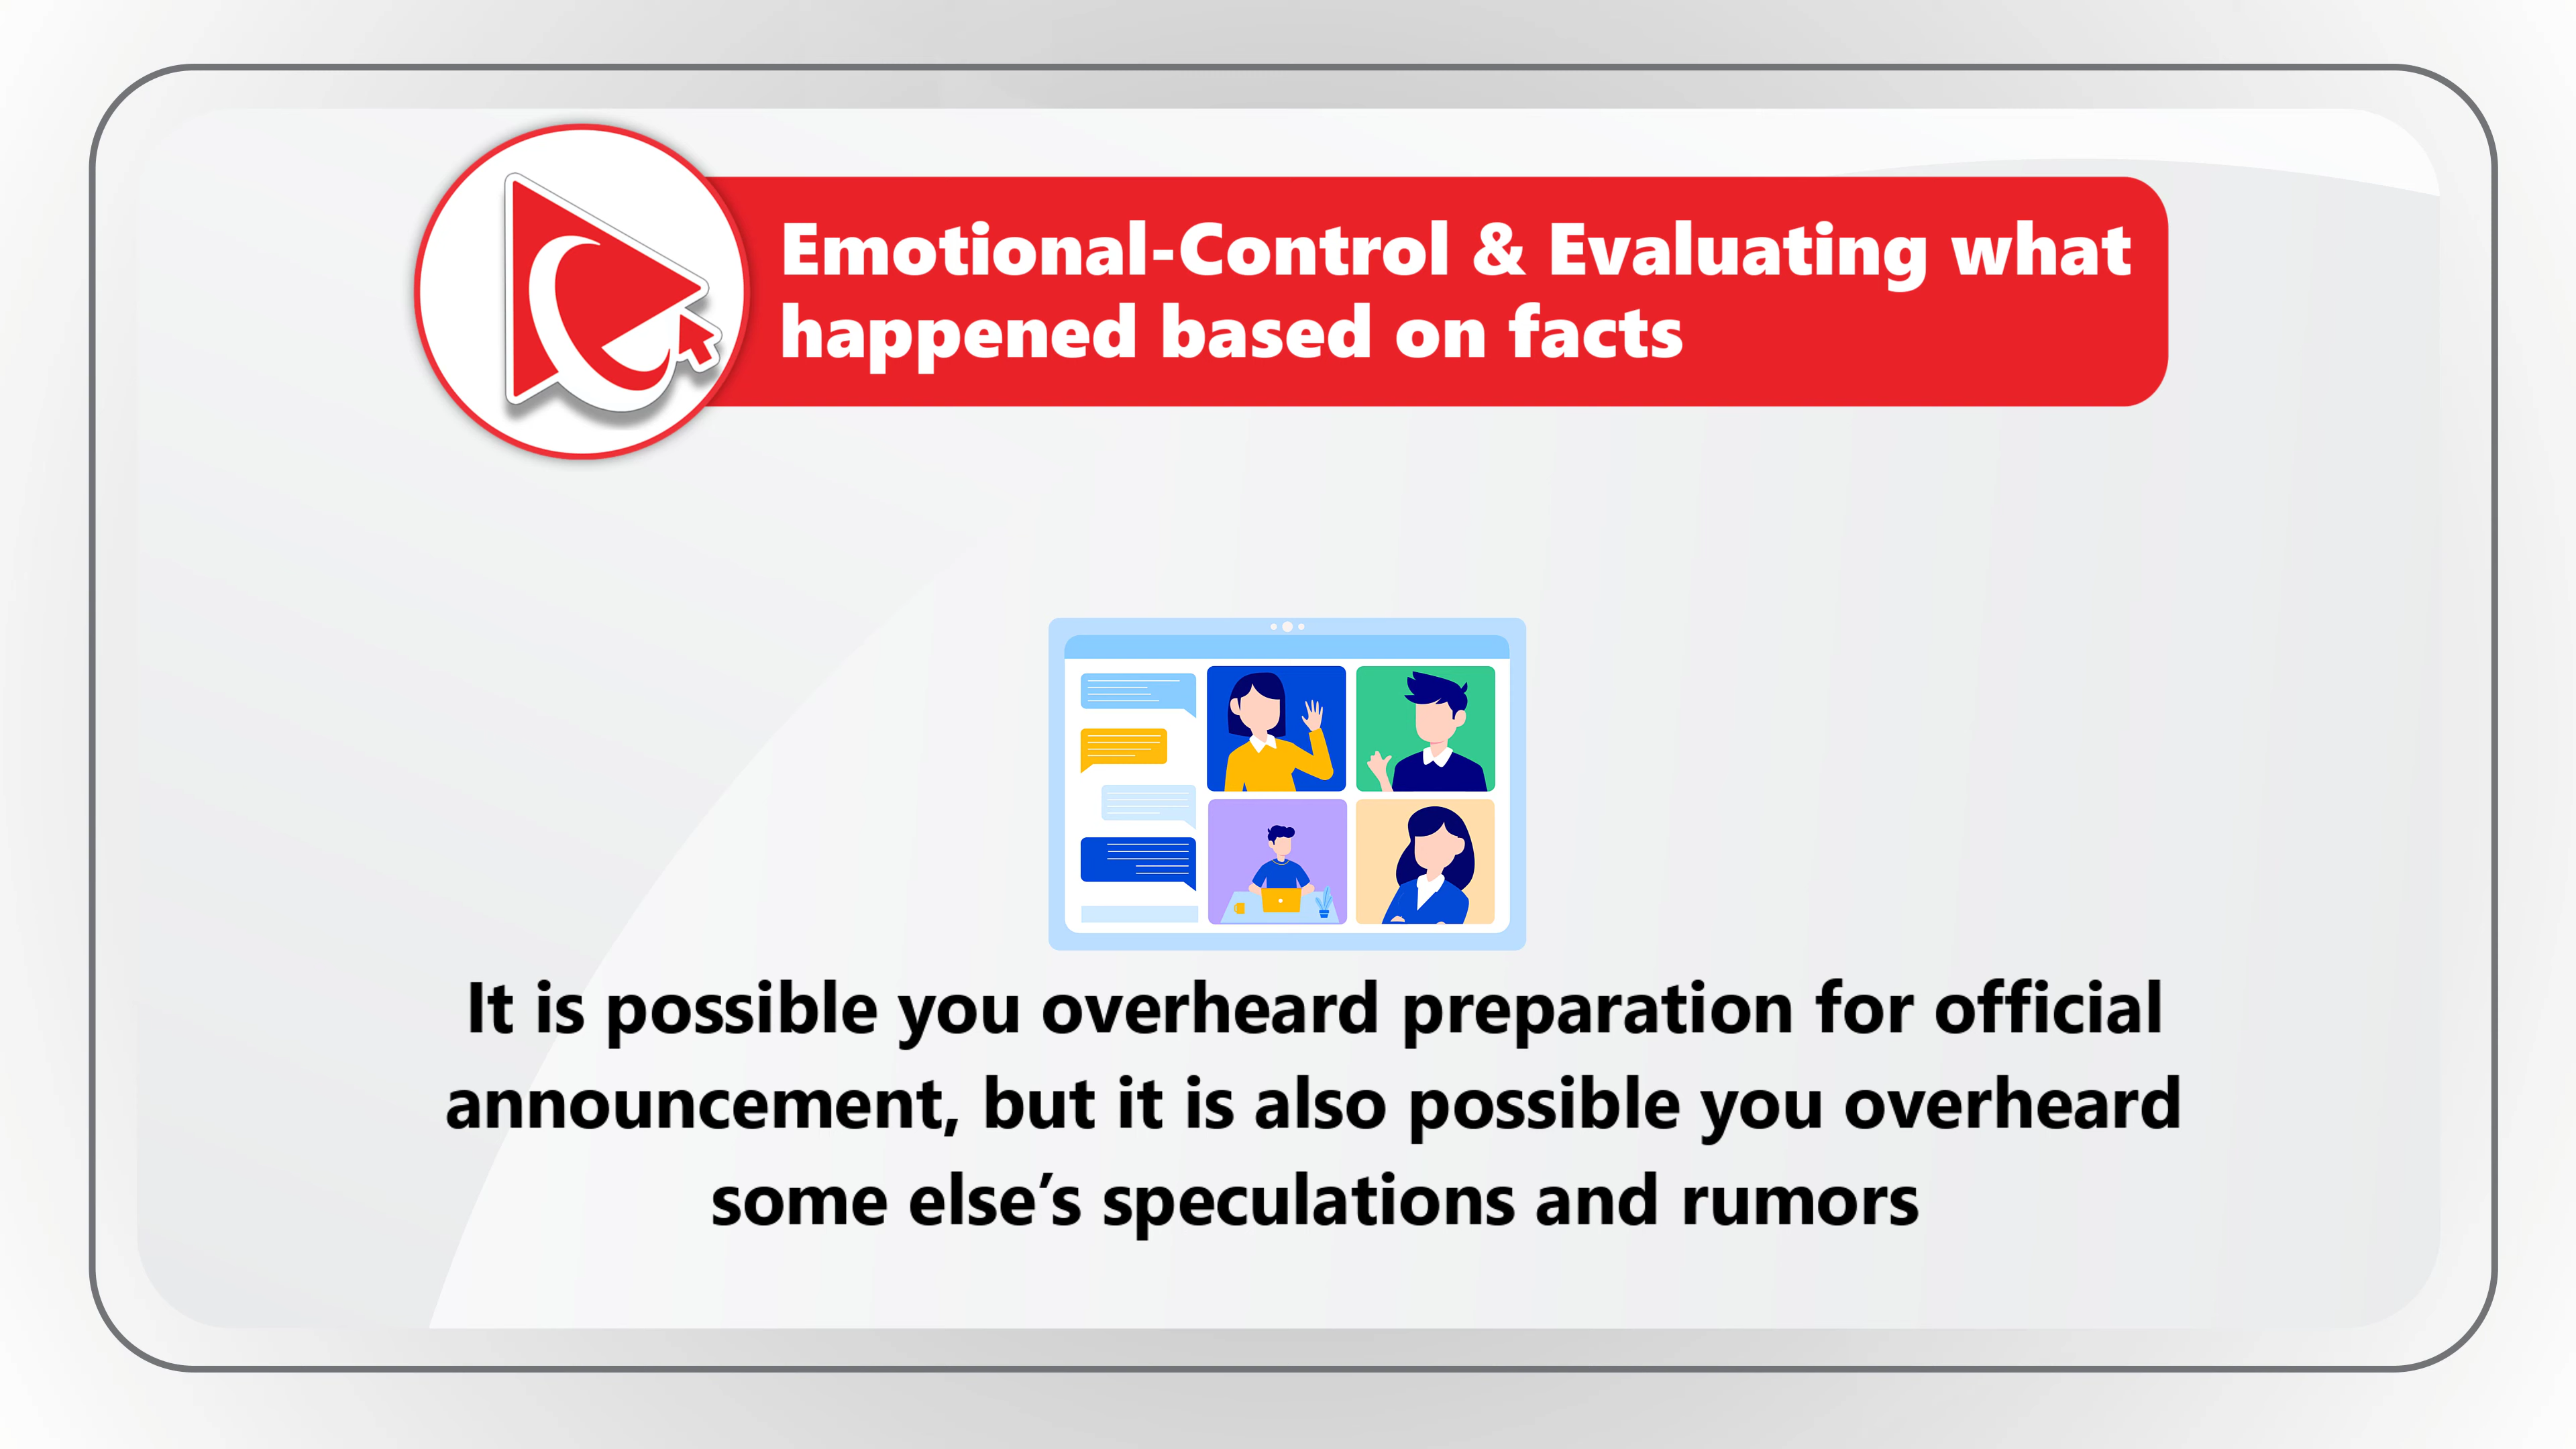 Emotional-Control & Evaluating what
happened based on facts
It is possible you overheard preparation for official
announcement, but it is also possible you overheard
some else’s speculations and rumors